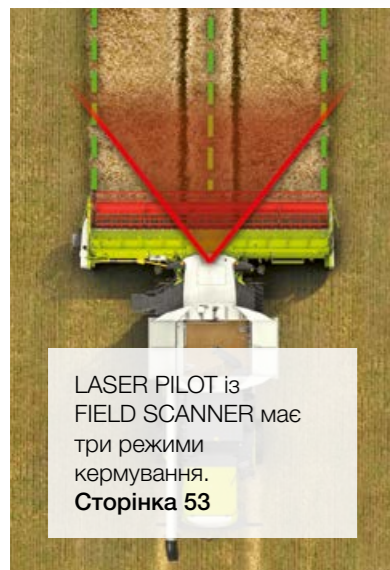 LASER PILOT із
FIELD SCANNER має
три режими
кермування.
Сторінка 53